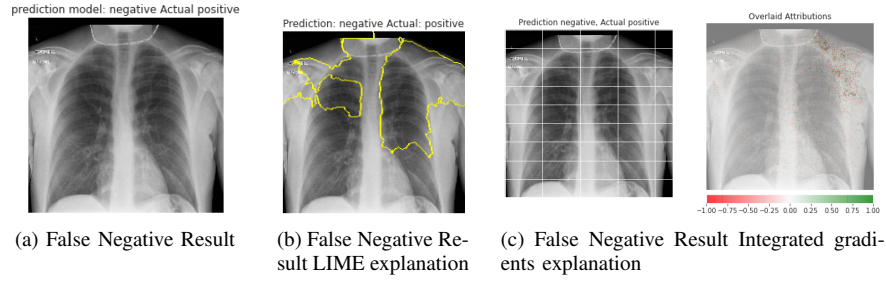 prediction model: negative Actual positive
Prediction: negative Actual: positive
Prediction negative, Actual positive
Overlaid Attributions
−1.00 −0.75 −0.50 −0.25 0.00 0.25 0.50 0.75 1.00
(a) False Negative Result
(b) False Negative Re-
sult LIME explanation
(c) False Negative Result Integrated gradi-
ents explanation